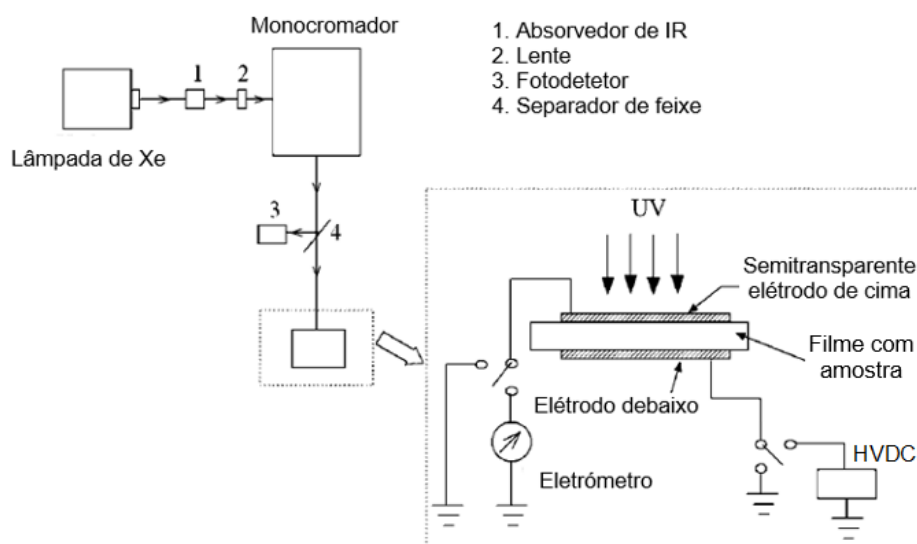 Monocromador
1. Absorvedor de IR
2. Lente
3. Fotodetetor
4. Separador de feixe
1
2
Lâmpada de Xe
3
4
UV
Semitransparente
elétrodo de cima
Filme com
amostra
Elétrodo debaixo
Eletrómetro
HVDC